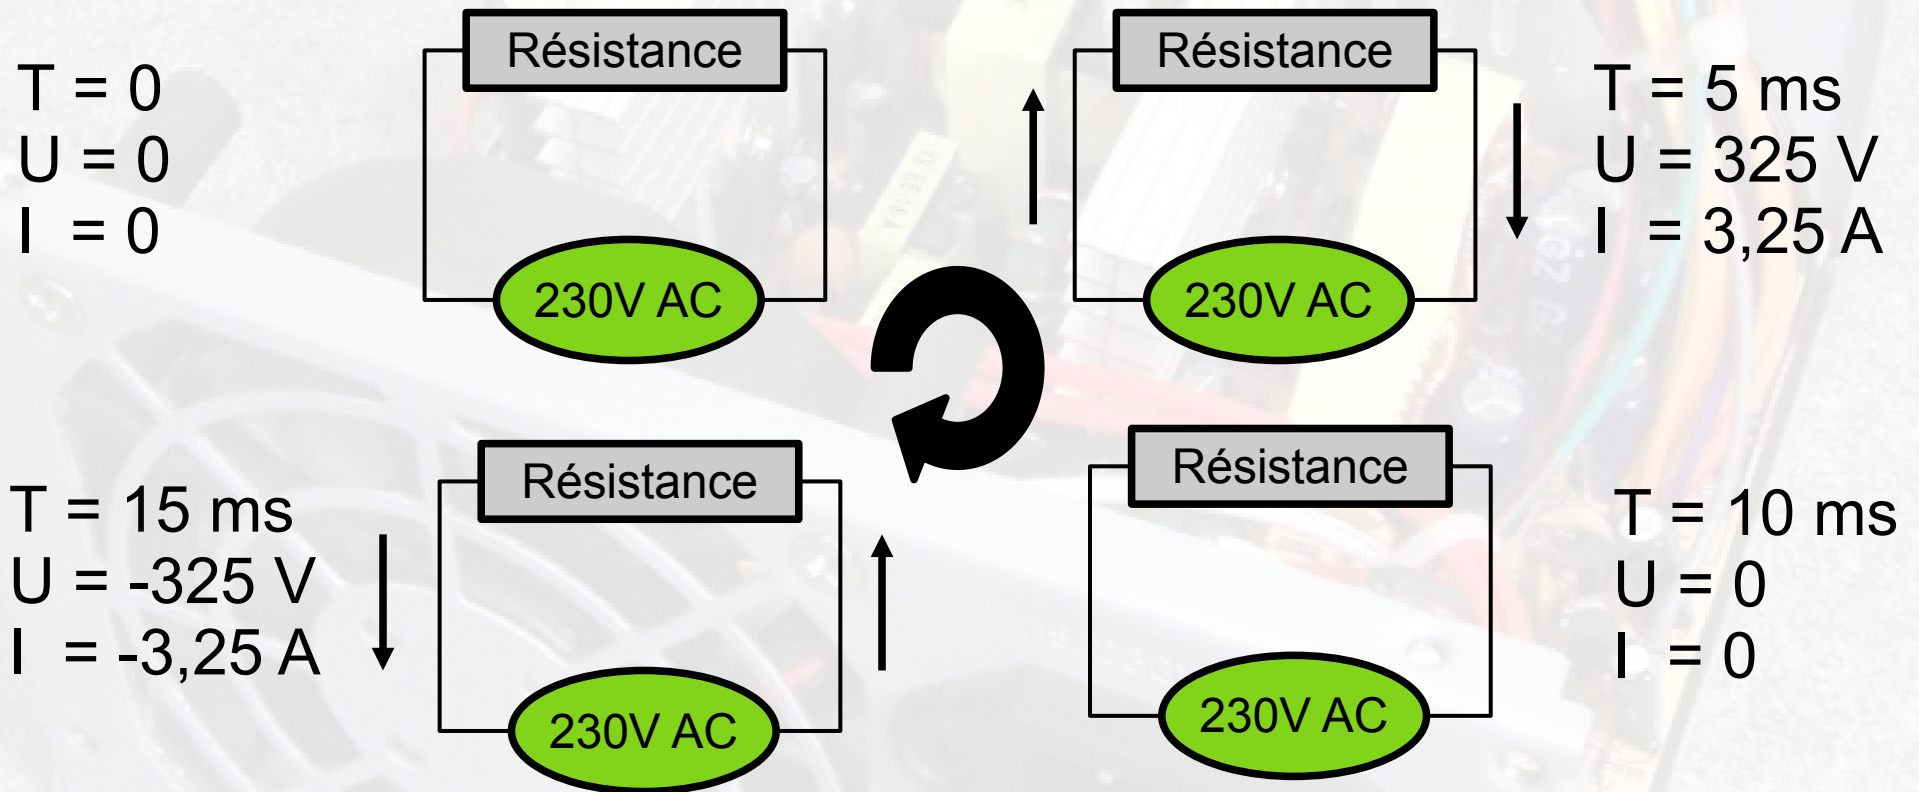 T = 0
U = 0
I = 0
Résistance
230V AC
Résistance
230V AC
T = 5 ms
U = 325 V
I = 3,25 A
T = 15 ms
U = -325 V
I = -3,25 A
Résistance
230V AC
Résistance
230V AC
T = 10 ms
U = 0
I = 0